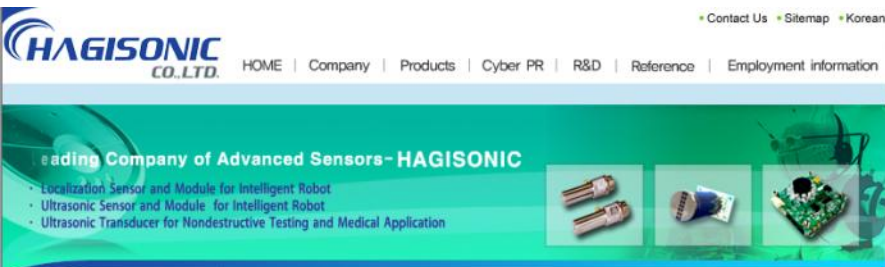 • Contact Us • Sitemap • Korean
HAGISONIC
CO.,LTD.
HOME | Company | Products | Cyber PR | R&D | Reference | Employment information
Leading Company of Advanced Sensors-HAGISONIC
· Localization Sensor and Module for Intelligent Robot
· Ultrasonic Sensor and Module for Intelligent Robot
· Ultrasonic Transducer for Nondestructive Testing and Medical Application